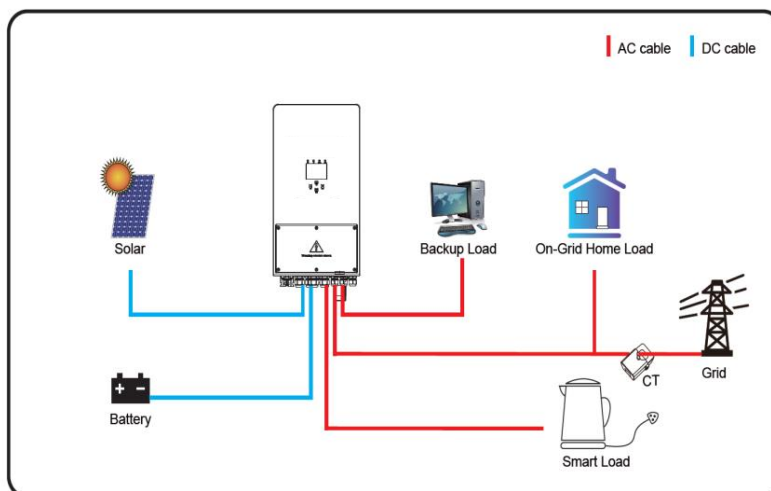 AC cable
DC cable
Solar
Backup Load
On-Grid Home Load
Battery
CT
Grid
Smart Load